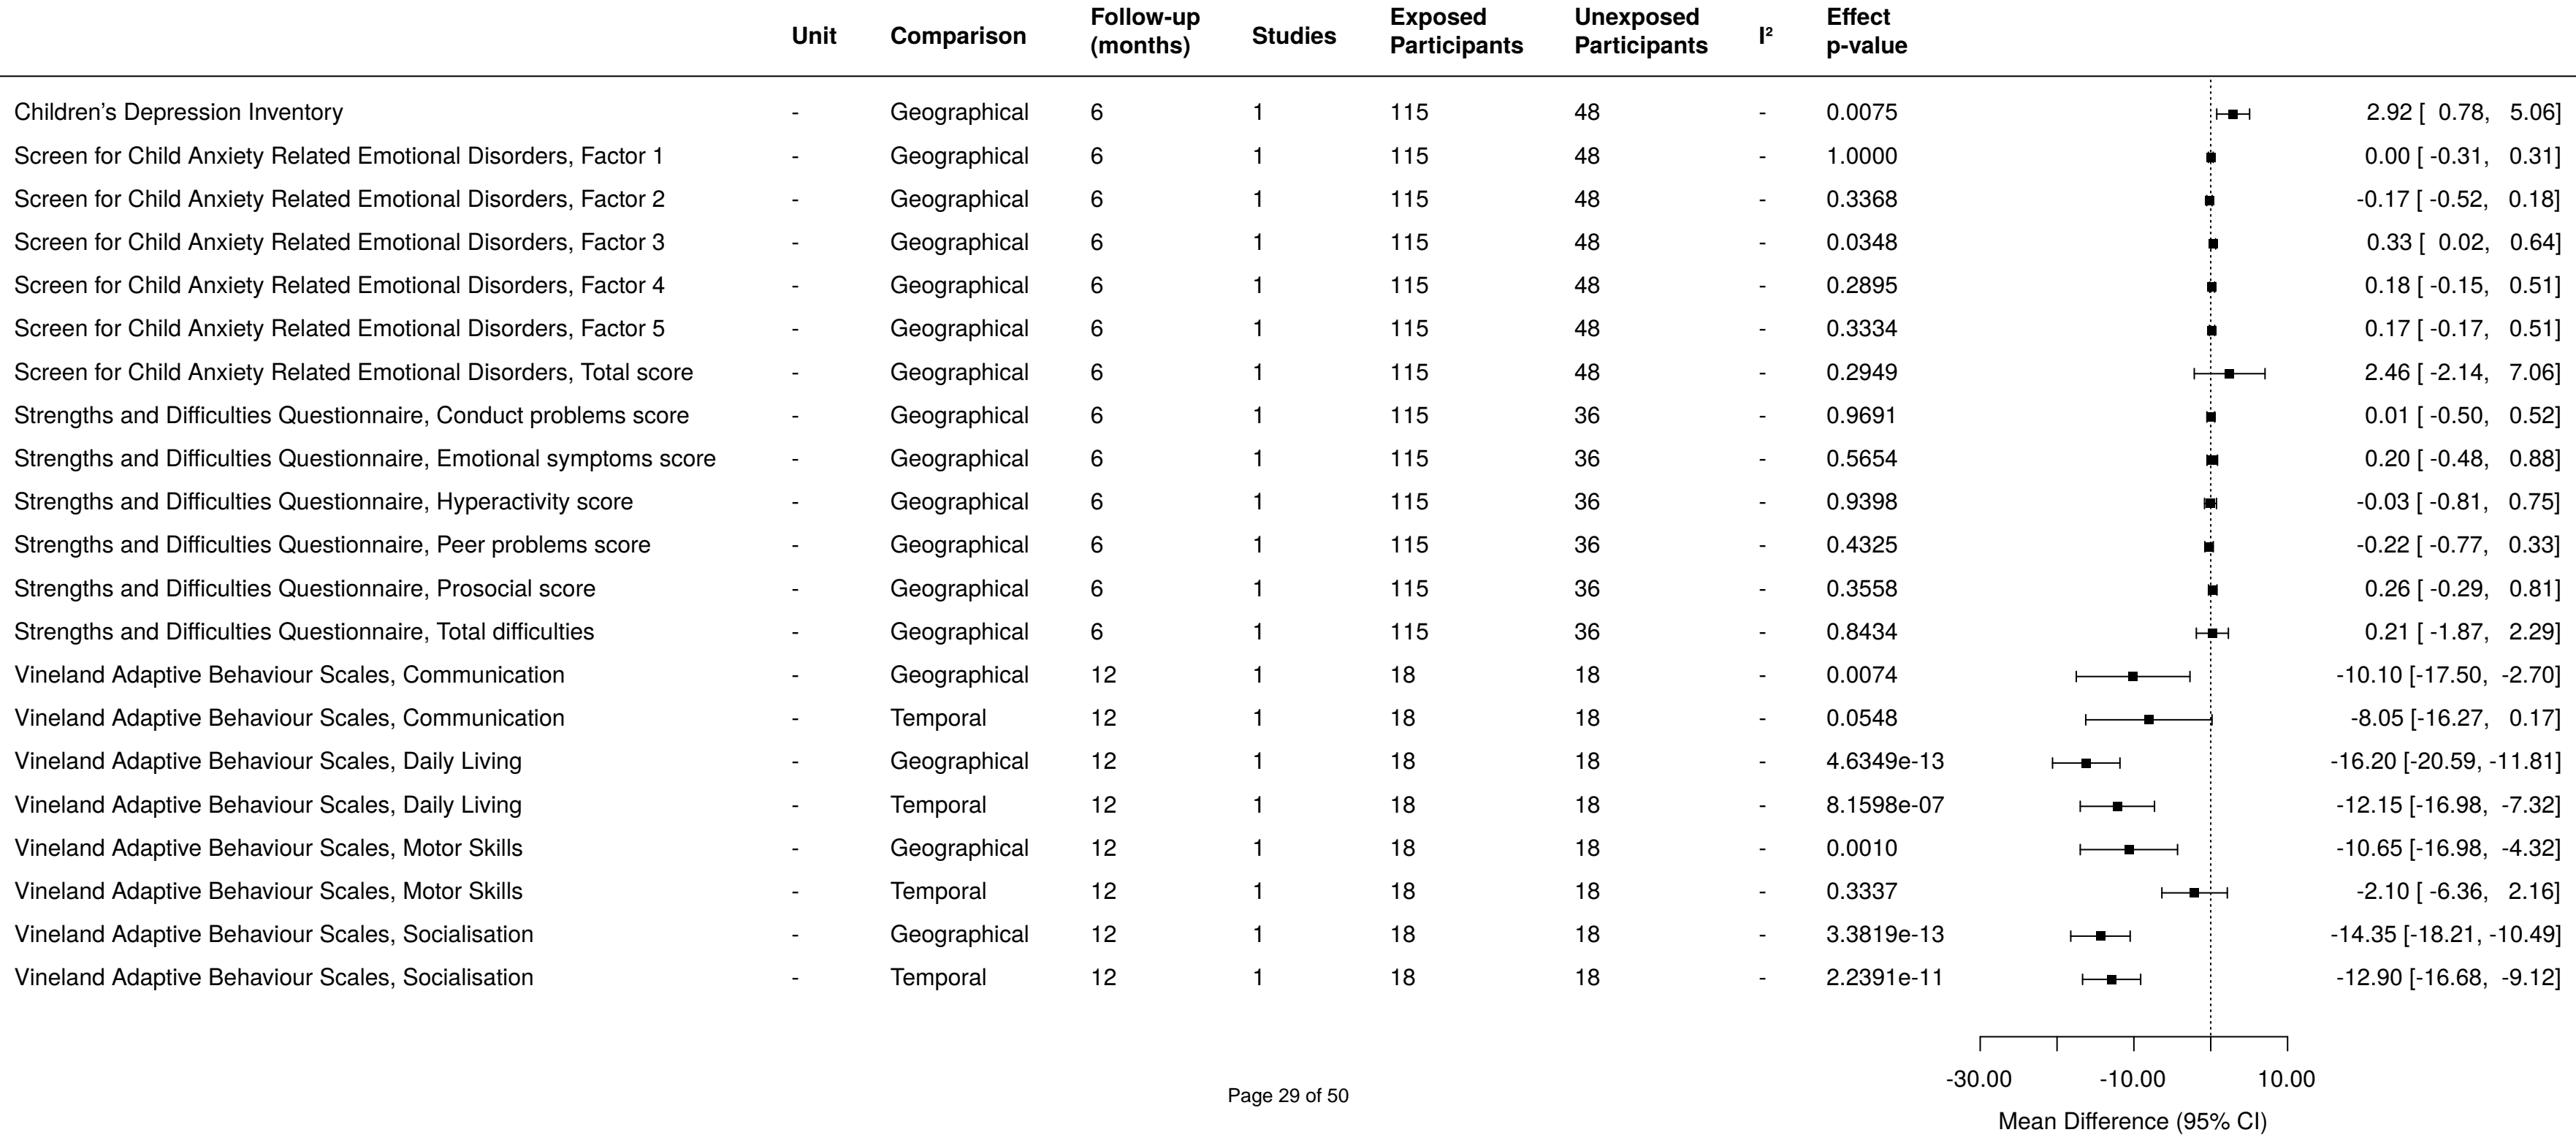 Unit Comparison Follow-up (months) Studies Exposed Participants Unexposed Participants I² Effect p-value
Children’s Depression Inventory - Geographical 6 1 115 48 - 0.0075 2.92 [ 0.78, 5.06]
Screen for Child Anxiety Related Emotional Disorders, Factor 1 - Geographical 6 1 115 48 - 1.0000 0.00 [ -0.31, 0.31]
Screen for Child Anxiety Related Emotional Disorders, Factor 2 - Geographical 6 1 115 48 - 0.3368 -0.17 [ -0.52, 0.18]
Screen for Child Anxiety Related Emotional Disorders, Factor 3 - Geographical 6 1 115 48 - 0.0348 0.33 [ 0.02, 0.64]
Screen for Child Anxiety Related Emotional Disorders, Factor 4 - Geographical 6 1 115 48 - 0.2895 0.18 [ -0.15, 0.51]
Screen for Child Anxiety Related Emotional Disorders, Factor 5 - Geographical 6 1 115 48 - 0.3334 0.17 [ -0.17, 0.51]
Screen for Child Anxiety Related Emotional Disorders, Total score - Geographical 6 1 115 48 - 0.2949 2.46 [ -2.14, 7.06]
Strengths and Difficulties Questionnaire, Conduct problems score - Geographical 6 1 115 36 - 0.9691 0.01 [ -0.50, 0.52]
Strengths and Difficulties Questionnaire, Emotional symptoms score - Geographical 6 1 115 36 - 0.5654 0.20 [ -0.48, 0.88]
Strengths and Difficulties Questionnaire, Hyperactivity score - Geographical 6 1 115 36 - 0.9398 -0.03 [ -0.81, 0.75]
Strengths and Difficulties Questionnaire, Peer problems score - Geographical 6 1 115 36 - 0.4325 -0.22 [ -0.77, 0.33]
Strengths and Difficulties Questionnaire, Prosocial score - Geographical 6 1 115 36 - 0.3558 0.26 [ -0.29, 0.81]
Strengths and Difficulties Questionnaire, Total difficulties - Geographical 6 1 115 36 - 0.8434 0.21 [ -1.87, 2.29]
Vineland Adaptive Behaviour Scales, Communication - Geographical 12 1 18 18 - 0.0074 -10.10 [-17.50, -2.70]
Vineland Adaptive Behaviour Scales, Communication - Temporal 12 1 18 18 - 0.0548 -8.05 [-16.27, 0.17]
Vineland Adaptive Behaviour Scales, Daily Living - Geographical 12 1 18 18 - 4.6349e-13 -16.20 [-20.59, -11.81]
Vineland Adaptive Behaviour Scales, Daily Living - Temporal 12 1 18 18 - 8.1598e-07 -12.15 [-16.98, -7.32]
Vineland Adaptive Behaviour Scales, Motor Skills - Geographical 12 1 18 18 - 0.0010 -10.65 [-16.98, -4.32]
Vineland Adaptive Behaviour Scales, Motor Skills - Temporal 12 1 18 18 - 0.3337 -2.10 [ -6.36, 2.16]
Vineland Adaptive Behaviour Scales, Socialisation - Geographical 12 1 18 18 - 3.3819e-13 -14.35 [-18.21, -10.49]
Vineland Adaptive Behaviour Scales, Socialisation - Temporal 12 1 18 18 - 2.2391e-11 -12.90 [-16.68, -9.12]
-30.00 -10.00 10.00
Page 29 of 50
Mean Difference (95% CI)